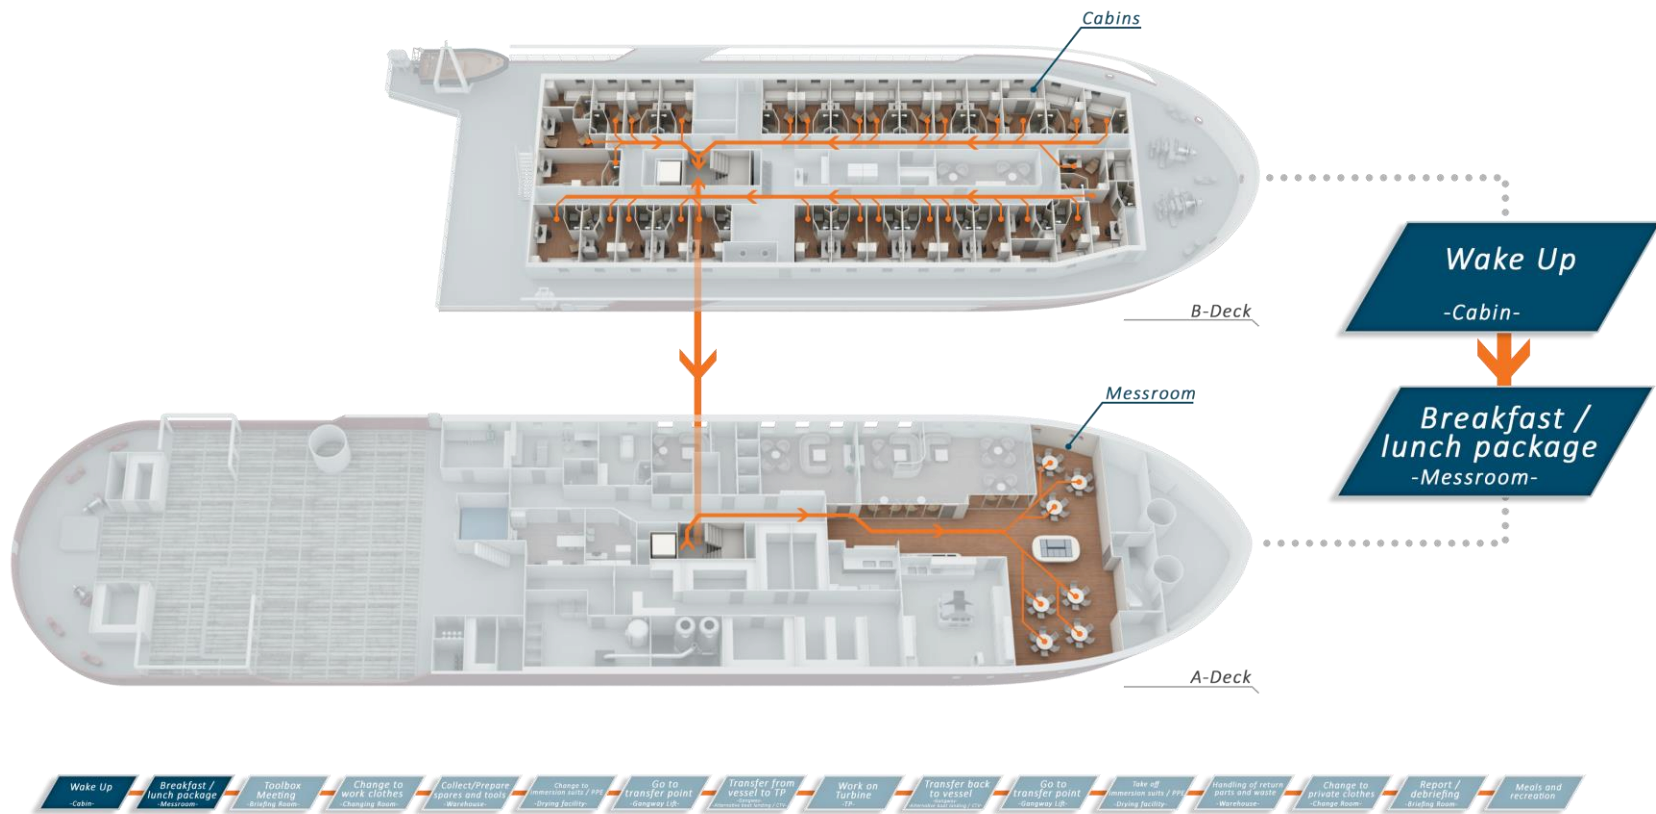 Cabins
B-Deck
Wake Up
-Cabin-
Messroom
Breakfast /
lunch package
-Messroom-
A-Deck
Wake Up
-Cabin-
Breakfast /
lunch package
-Messroom-
Toolbox
Meeting
-Briefing Room-
Change to
work clothes
-Changing Room-
Collect/Prepare
spares and tools
-Warehouse-
Change to
immersion suits / PPE
-Drying facility-
Go to
transfer point
-Gangway Lift-
Transfer from
vessel to TP
Work on
Turbine
-TP-
Transfer back
to vessel
Go to
transfer point
-Gangway Lift-
Take off
immersion suits / PPE
-Drying facility-
Handling of return
parts and waste
-Warehouse-
Change to
private clothes
-Change Room-
Report /
debriefing
-Briefing Room-
Meals and
recreation